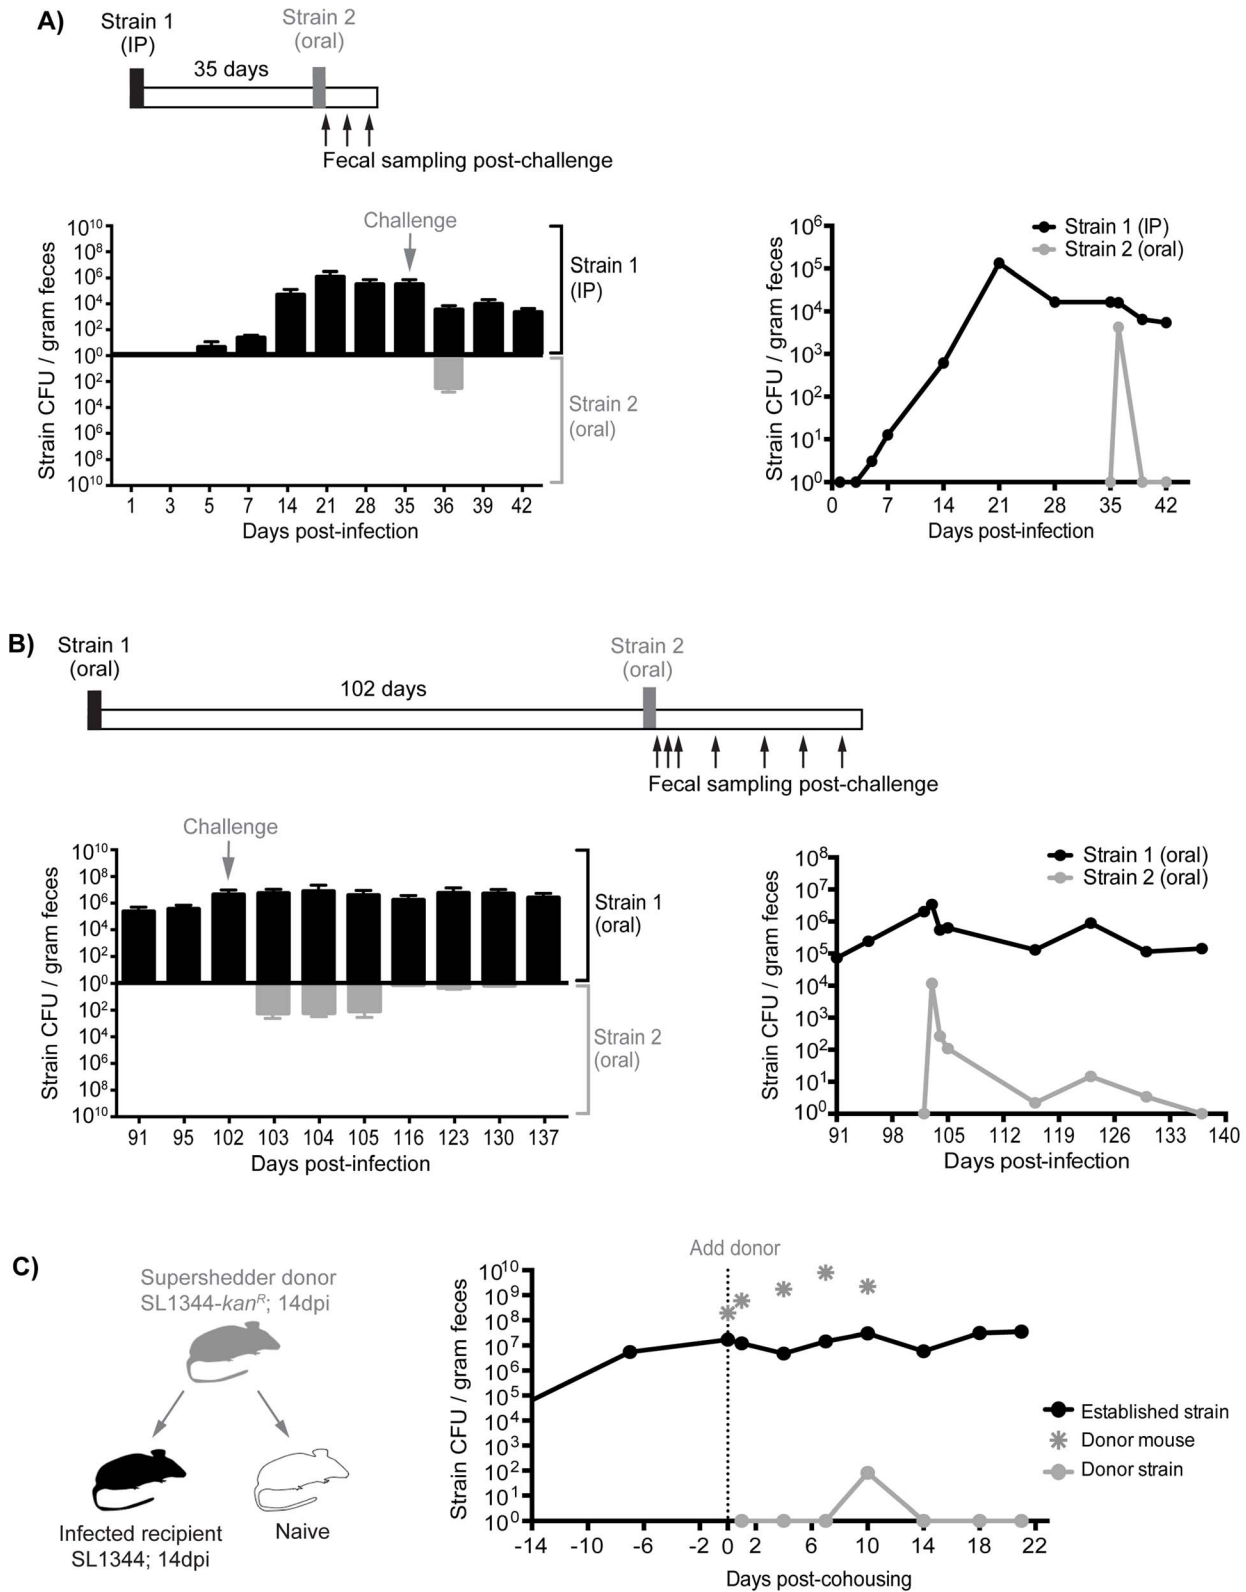 A)
Strain 1
(IP)
Strain 2
(oral)
35 days
Fecal sampling post-challenge
Challenge
Strain CFU / gram feces
10^10
10^8
10^6
10^4
10^2
10^0
10^2
10^4
10^6
10^8
10^10
Strain 1
(IP)
Strain 2
(oral)
1 3 5 7 14 21 28 35 36 39 42
Days post-infection
Strain 1 (IP)
Strain 2 (oral)
Strain CFU / gram feces
10^6
10^5
10^4
10^3
10^2
10^1
10^0
0 7 14 21 28 35 42
Days post-infection
B)
Strain 1
(oral)
Strain 2
(oral)
102 days
Fecal sampling post-challenge
Challenge
Strain CFU / gram feces
10^10
10^8
10^6
10^4
10^2
10^0
10^2
10^4
10^6
10^8
10^10
Strain 1
(oral)
Strain 2
(oral)
91 95 102 103 104 105 116 123 130 137
Days post-infection
Strain 1 (oral)
Strain 2 (oral)
Strain CFU / gram feces
10^8
10^7
10^6
10^5
10^4
10^3
10^2
10^1
10^0
91 98 105 112 119 126 133 140
Days post-infection
C)
Supershedder donor
SL1344-kan^R; 14dpi
Infected recipient
SL1344; 14dpi
Naive
Add donor
Strain CFU / gram feces
10^10
10^9
10^8
10^7
10^6
10^5
10^4
10^3
10^2
10^1
10^0
-14 -10 -6 -2 0 2 6 10 14 18 22
Days post-cohousing
Established strain
Donor mouse
Donor strain